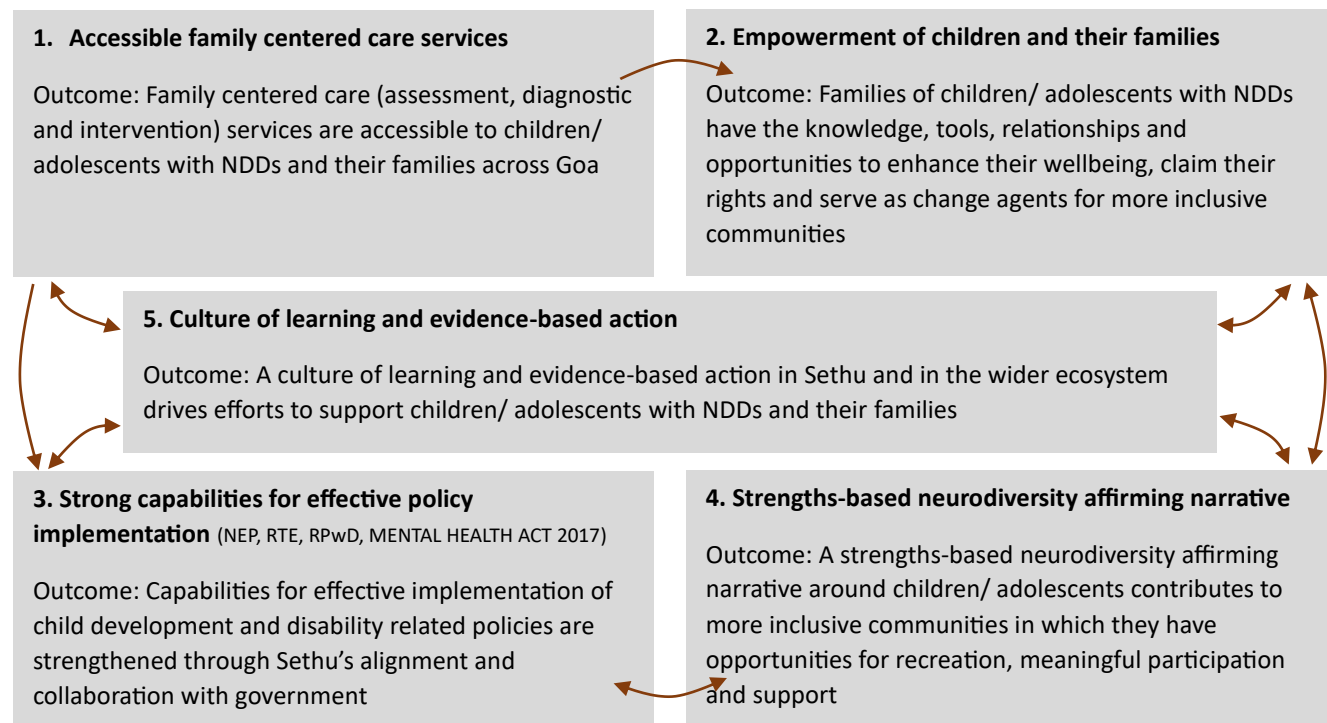 1. Accessible family centered care services
Outcome: Family centered care (assessment, diagnostic
and intervention) services are accessible to children/
adolescents with NDDs and their families across Goa
2. Empowerment of children and their families
Outcome: Families of children/ adolescents with NDDs
have the knowledge, tools, relationships and
opportunities to enhance their wellbeing, claim their
rights and serve as change agents for more inclusive
communities
5. Culture of learning and evidence-based action
Outcome: A culture of learning and evidence-based action in Sethu and in the wider ecosystem
drives efforts to support children/ adolescents with NDDs and their families
3. Strong capabilities for effective policy
implementation (NEP, RTE, RPwD, MENTAL HEALTH ACT 2017)
Outcome: Capabilities for effective implementation of
child development and disability related policies are
strengthened through Sethu’s alignment and
collaboration with government
4. Strengths-based neurodiversity affirming narrative
Outcome: A strengths-based neurodiversity affirming
narrative around children/ adolescents contributes to
more inclusive communities in which they have
opportunities for recreation, meaningful participation
and support